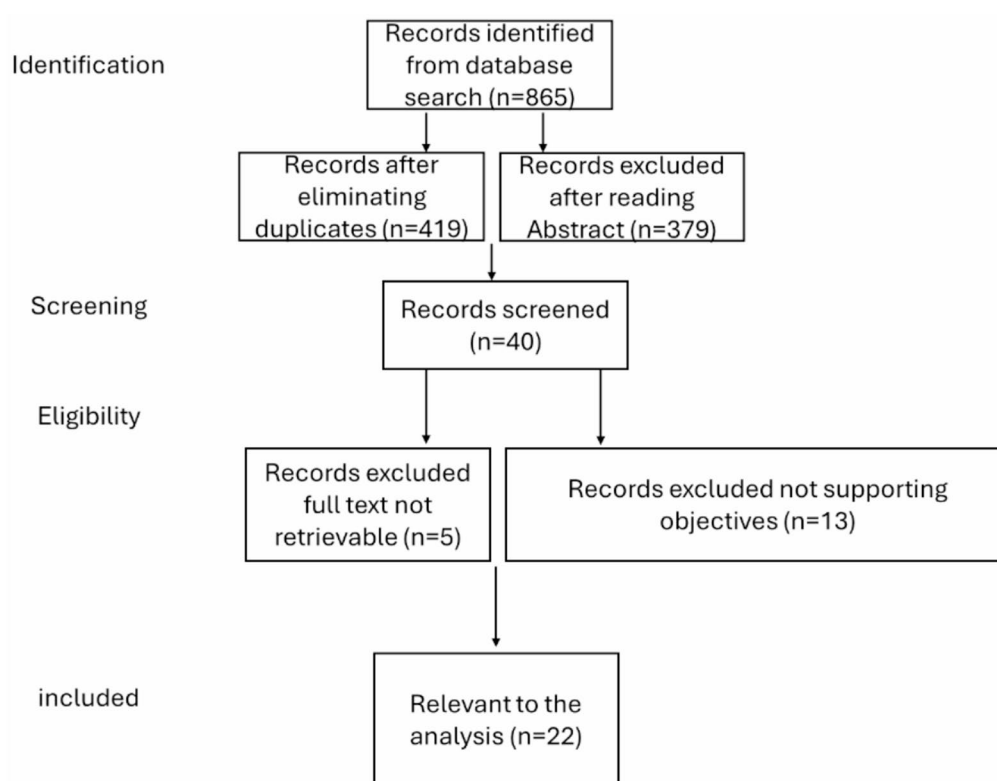 Identification
Records identified
from database
search (n=865)
Records after
eliminating
duplicates (n=419)
Records excluded
after reading
Abstract (n=379)
Screening
Records screened
(n=40)
Eligibility
Records excluded
full text not
retrievable (n=5)
Records excluded not supporting
objectives (n=13)
included
Relevant to the
analysis (n=22)